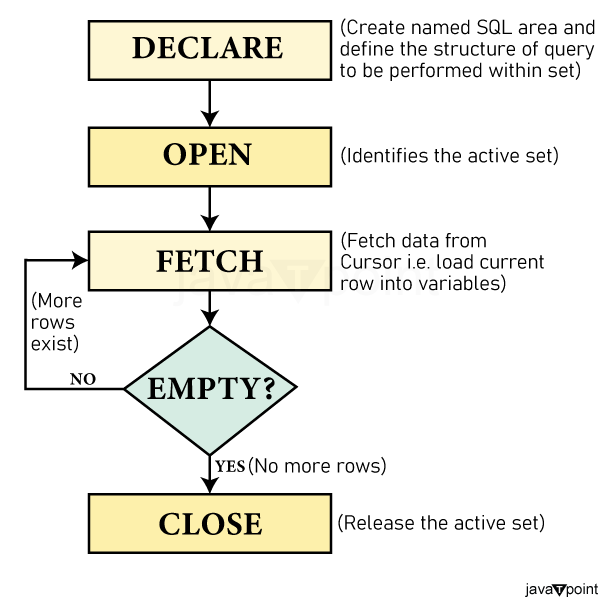 DECLARE
(Create named SQL area and
define the structure of query
to be performed within set)
OPEN
(Identifies the active set)
FETCH
(Fetch data from
Cursor i.e. load current
row into variables)
(More
rows
exist)
NO
EMPTY?
YES (No more rows)
CLOSE
(Release the active set)
javaTpoint
javaTpoint